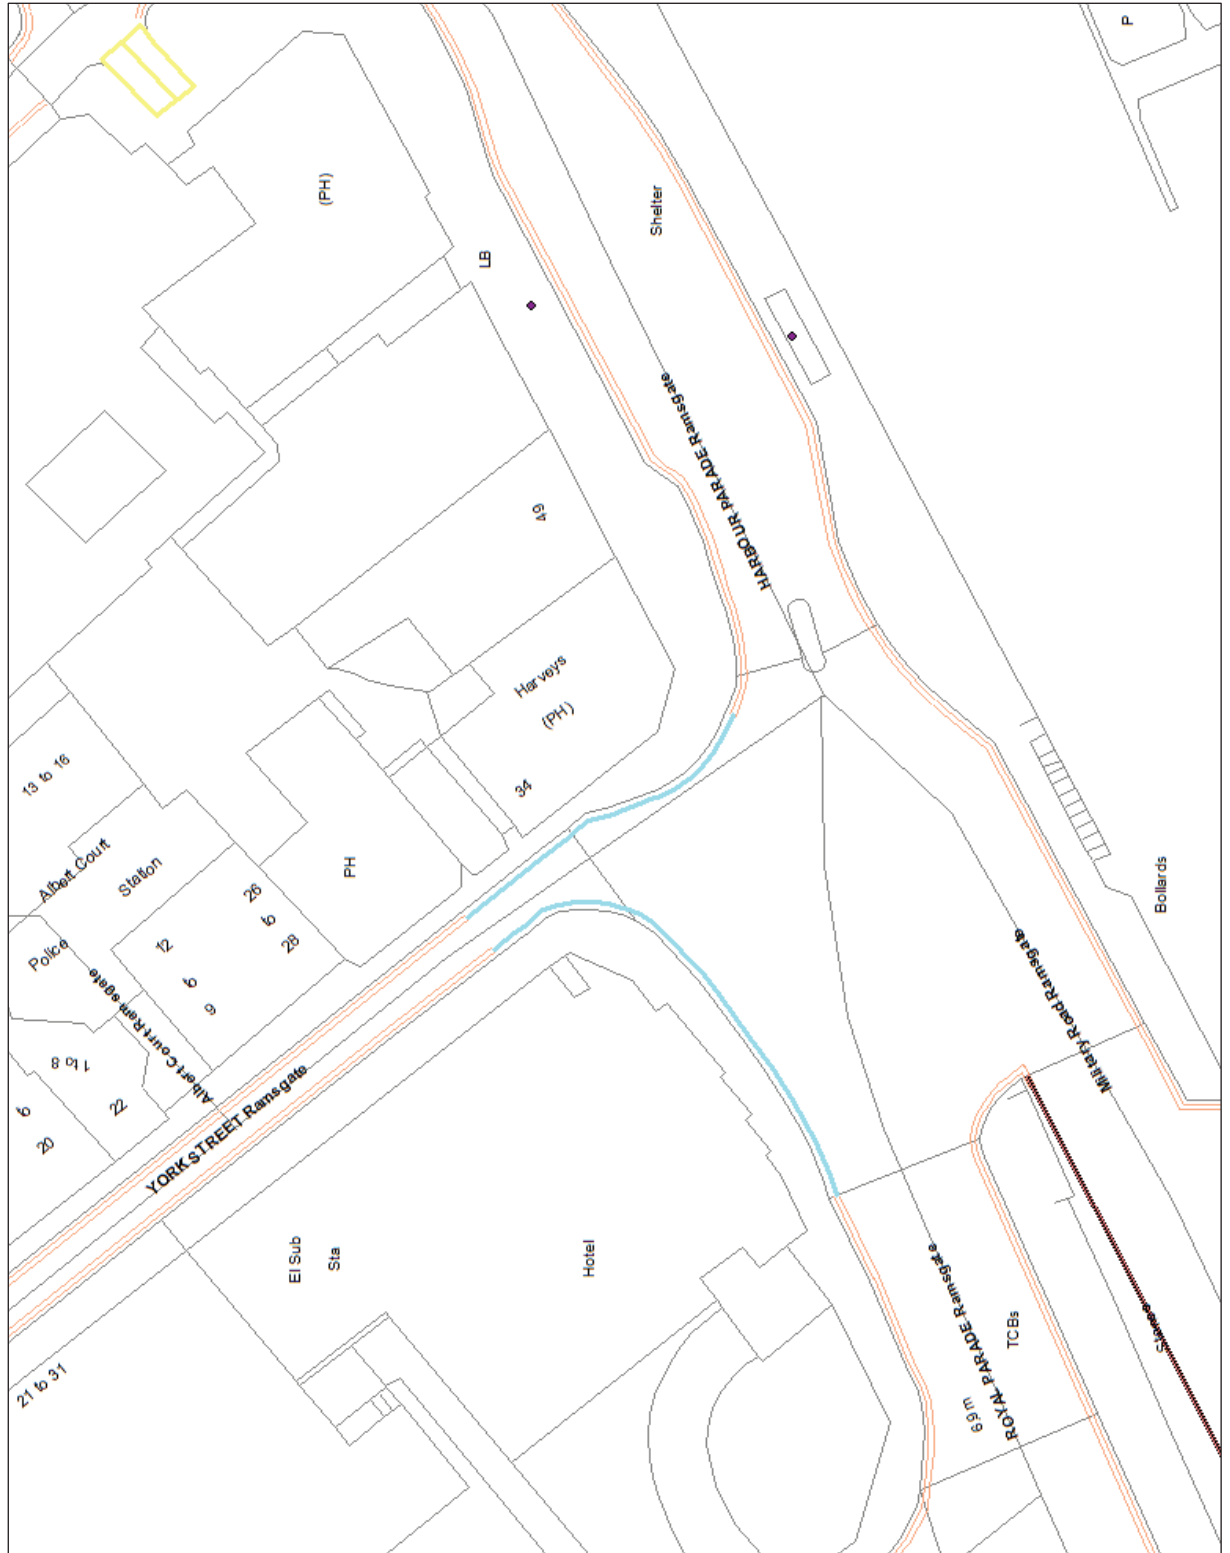 P
(PH)
Shelter
LB
HARBOUR PARADE Ramsgate
49
Harveys
(PH)
34
13 to 16
Albert Court
Station
Police
PH
26
to
28
12
to
9
Albert Court Ramsgate
1 to 8
6
22
20
YORK STREET Ramsgate
Bollards
Military Road Ramsgate
El Sub
Sta
Hotel
21 to 31
ROYAL PARADE Ramsgate
TCBs
6.9m